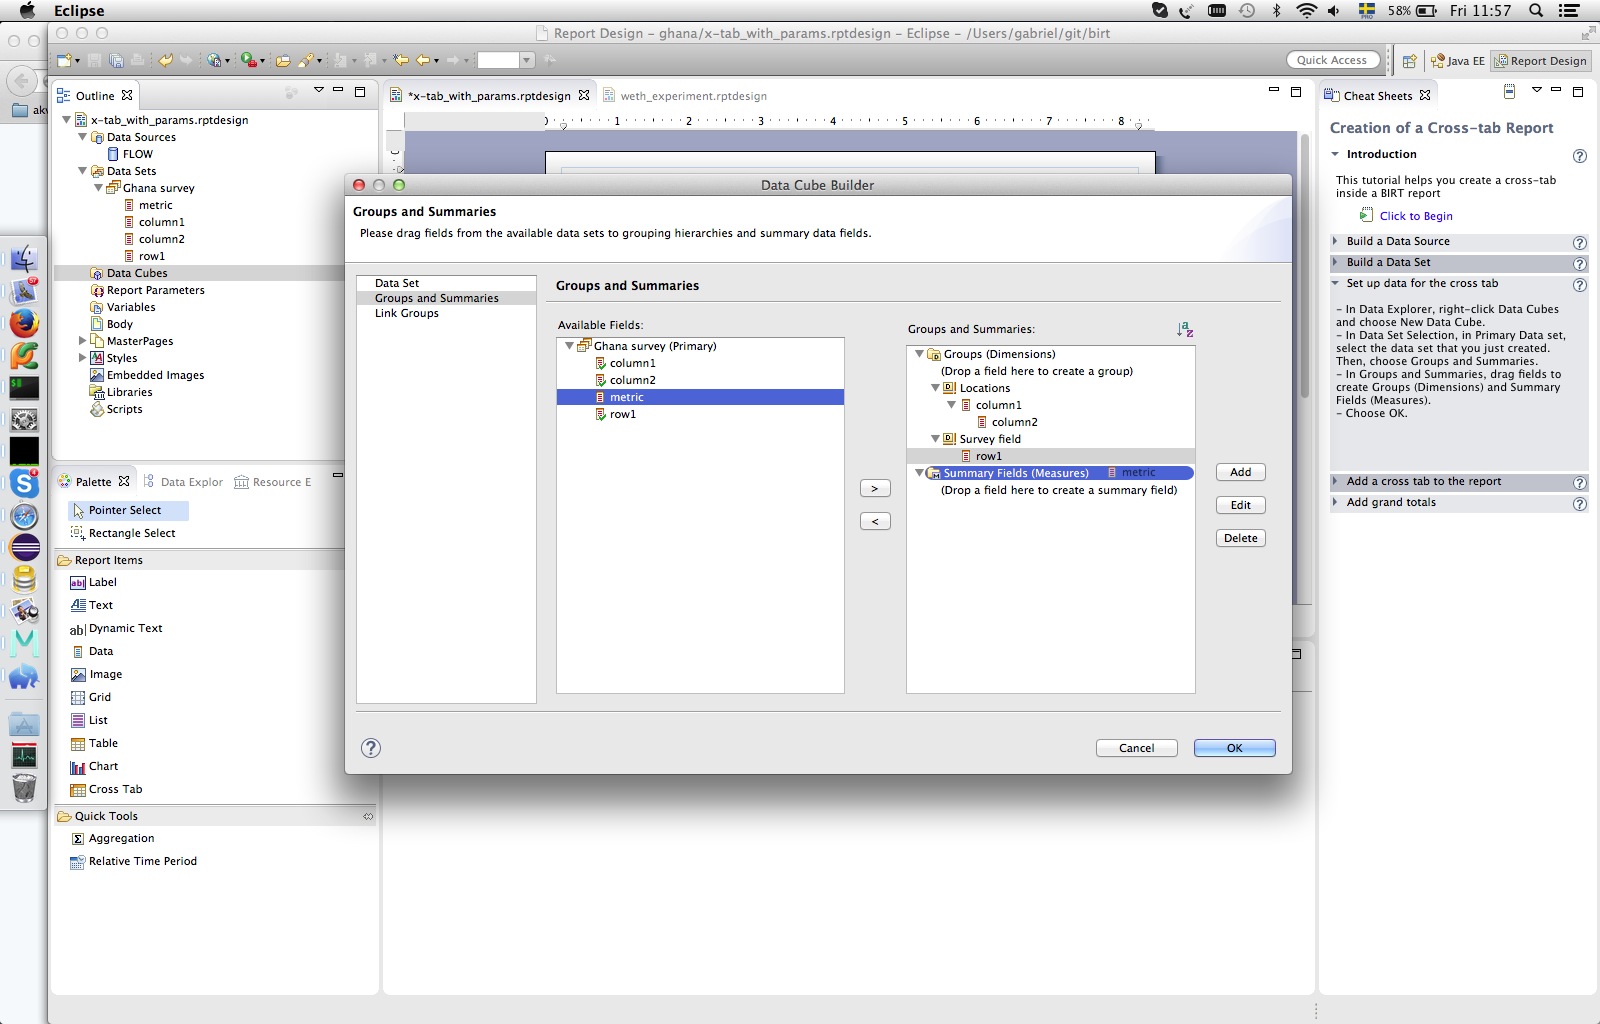 Eclipse
58%
Fri 11:57
Report Design – ghana/x-tab_with_params.rptdesign – Eclipse – /Users/gabriel/git/birt
Quick Access
Java EE
Report Design
Outline
x-tab_with_params.rptdesign
Data Sources
FLOW
Data Sets
Ghana survey
metric
column1
column2
row1
Data Cubes
Report Parameters
Variables
Body
MasterPages
Styles
Embedded Images
Libraries
Scripts
*x-tab_with_params.rptdesign
weth_experiment.rptdesign
0 1 2 3 4 5 6 7 8
Palette
Data Explor
Resource E
Pointer Select
Rectangle Select
Report Items
Label
Text
Dynamic Text
Data
Image
Grid
List
Table
Chart
Cross Tab
Quick Tools
Aggregation
Relative Time Period
Data Cube Builder
Groups and Summaries
Please drag fields from the available data sets to grouping hierarchies and summary data fields.
Data Set
Groups and Summaries
Link Groups
Groups and Summaries
Available Fields:
Ghana survey (Primary)
column1
column2
metric
row1
>
<
Groups and Summaries:
Groups (Dimensions)
(Drop a field here to create a group)
Locations
column1
column2
Survey field
row1
Summary Fields (Measures)
metric
(Drop a field here to create a summary field)
Add
Edit
Delete
Cancel
OK
Cheat Sheets
Creation of a Cross-tab Report
Introduction
This tutorial helps you create a cross-tab
inside a BIRT report
Click to Begin
Build a Data Source
Build a Data Set
Set up data for the cross tab
– In Data Explorer, right-click Data Cubes
and choose New Data Cube.
– In Data Set Selection, in Primary Data set,
select the data set that you just created.
Then, choose Groups and Summaries.
– In Groups and Summaries, drag fields to
create Groups (Dimensions) and Summary
Fields (Measures).
– Choose OK.
Add a cross tab to the report
Add grand totals